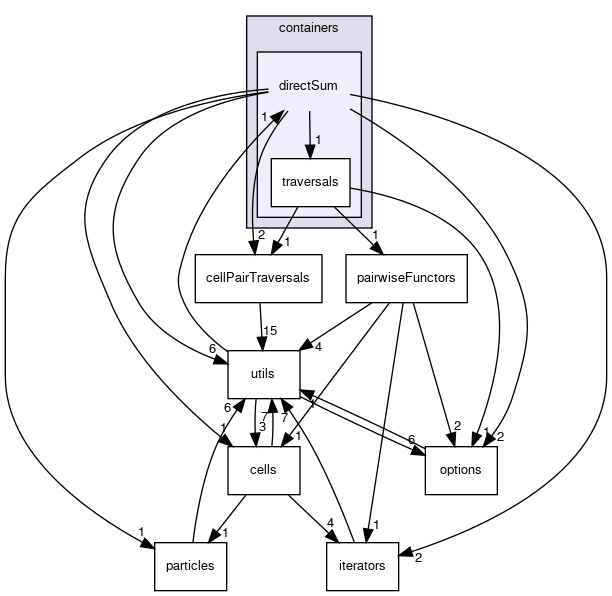 containers
directSum
1
1
traversals
2
1
1
cellPairTraversals
pairwiseFunctors
15
6
4
utils
6
7
7
1
1
3
2
1
2
1
6
cells
options
4
1
1
1
2
particles
iterators